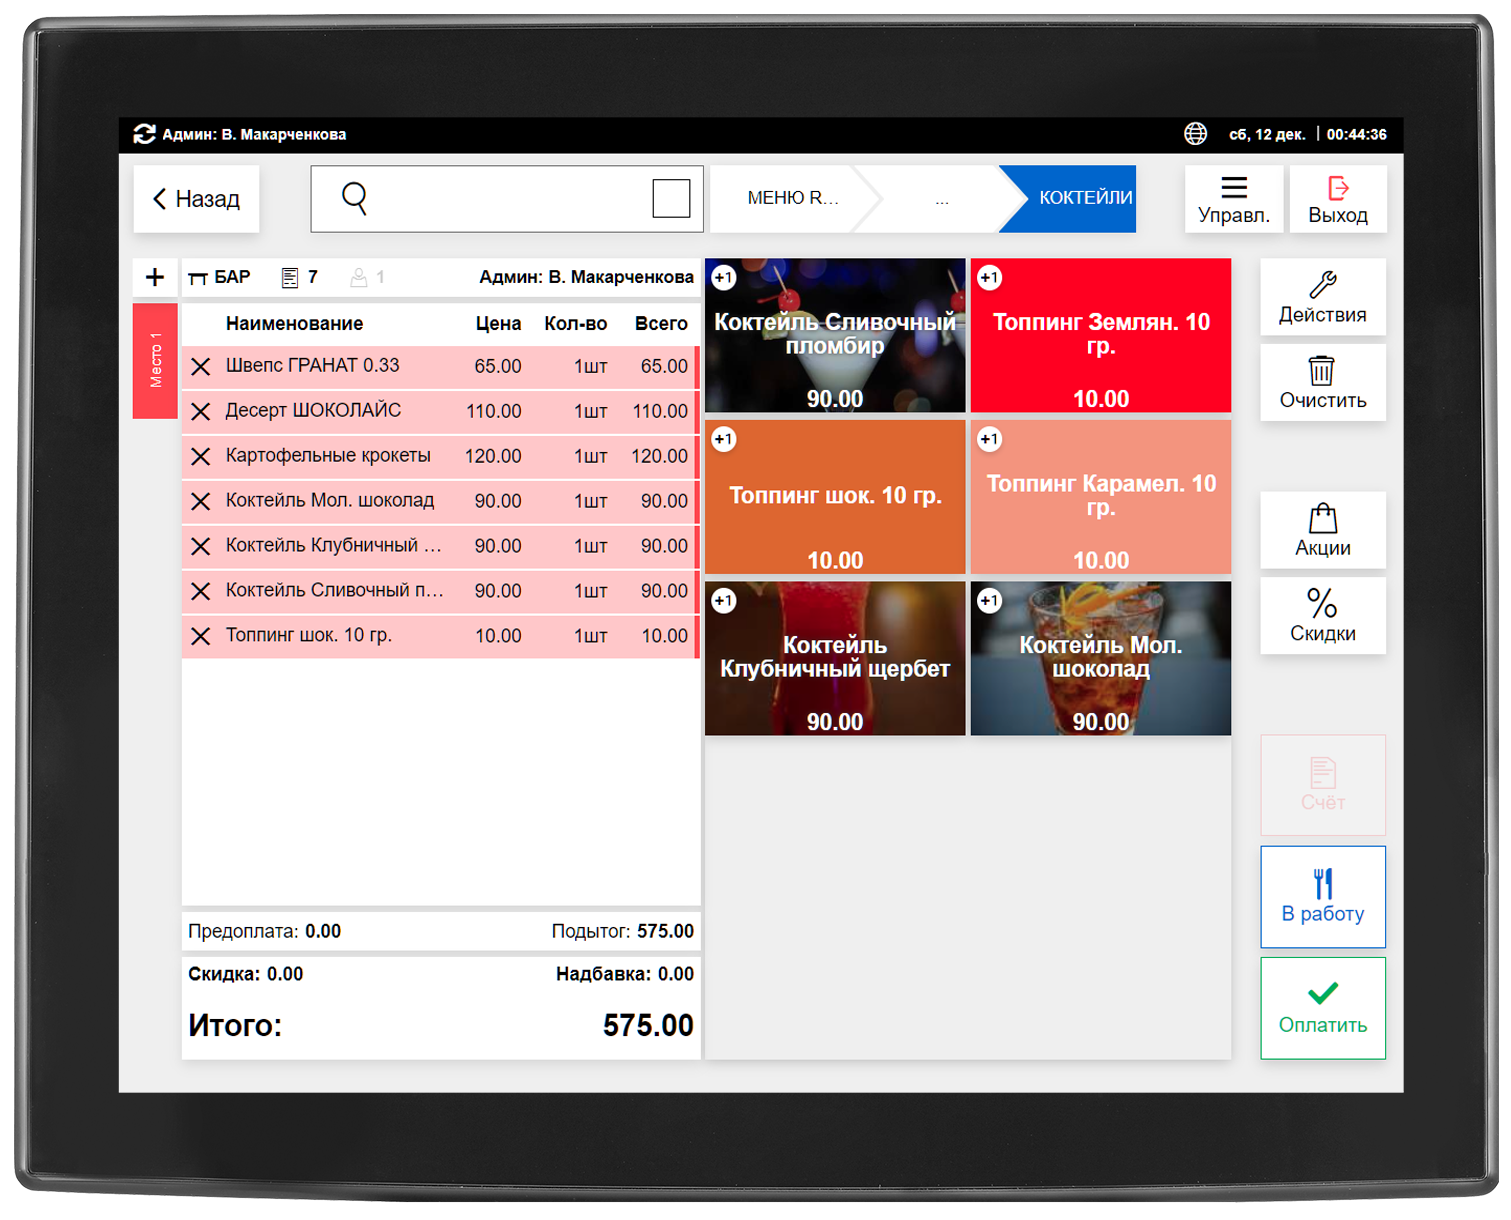 Админ: В. Макарченкова
сб, 12 дек. | 00:44:36
Назад
МЕНЮ R...
...
КОКТЕЙЛИ
Управл.
Выход
+
БАР 7 1 Админ: В. Макарченкова
Место 1
Наименование Цена Кол-во Всего
Швепс ГРАНАТ 0.33 65.00 1шт 65.00
Десерт ШОКОЛАЙС 110.00 1шт 110.00
Картофельные крокеты 120.00 1шт 120.00
Коктейль Мол. шоколад 90.00 1шт 90.00
Коктейль Клубничный ... 90.00 1шт 90.00
Коктейль Сливочный п... 90.00 1шт 90.00
Топпинг шок. 10 гр. 10.00 1шт 10.00
Предоплата: 0.00 Подытог: 575.00
Скидка: 0.00 Надбавка: 0.00
Итого: 575.00
+1
Коктейль Сливочный
пломбир
90.00
+1
Топпинг Землян. 10
гр.
10.00
+1
Топпинг шок. 10 гр.
10.00
+1
Топпинг Карамел. 10
гр.
10.00
+1
Коктейль
Клубничный щербет
90.00
+1
Коктейль Мол.
шоколад
90.00
Действия
Очистить
Акции
%
Скидки
Счёт
В работу
Оплатить